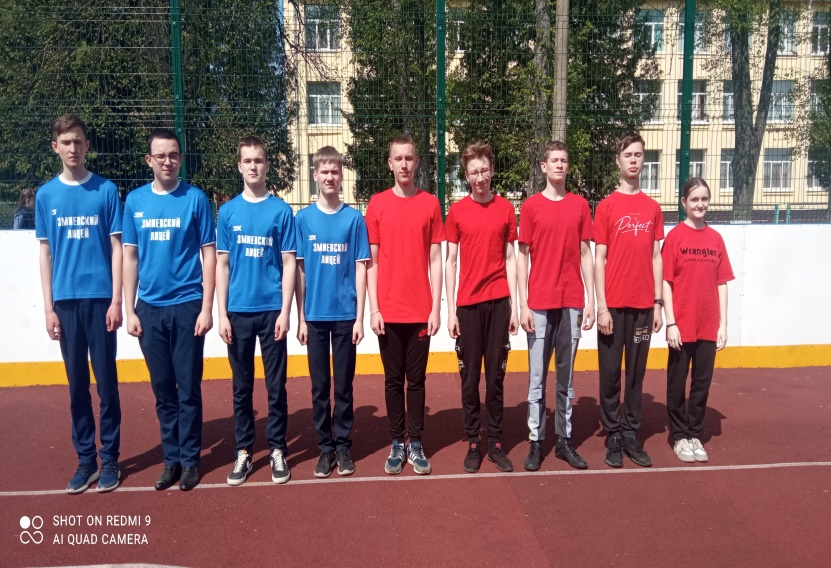 ЗМИЕВСКИЙ
ЛИЦЕЙ
ЗМИЕВСКИЙ
ЛИЦЕЙ
ЗМИЕВСКИЙ
ЛИЦЕЙ
ЗМИЕВСКИЙ
ЛИЦЕЙ
Perfect
Wrangler
SHOT ON REDMI 9
AI QUAD CAMERA